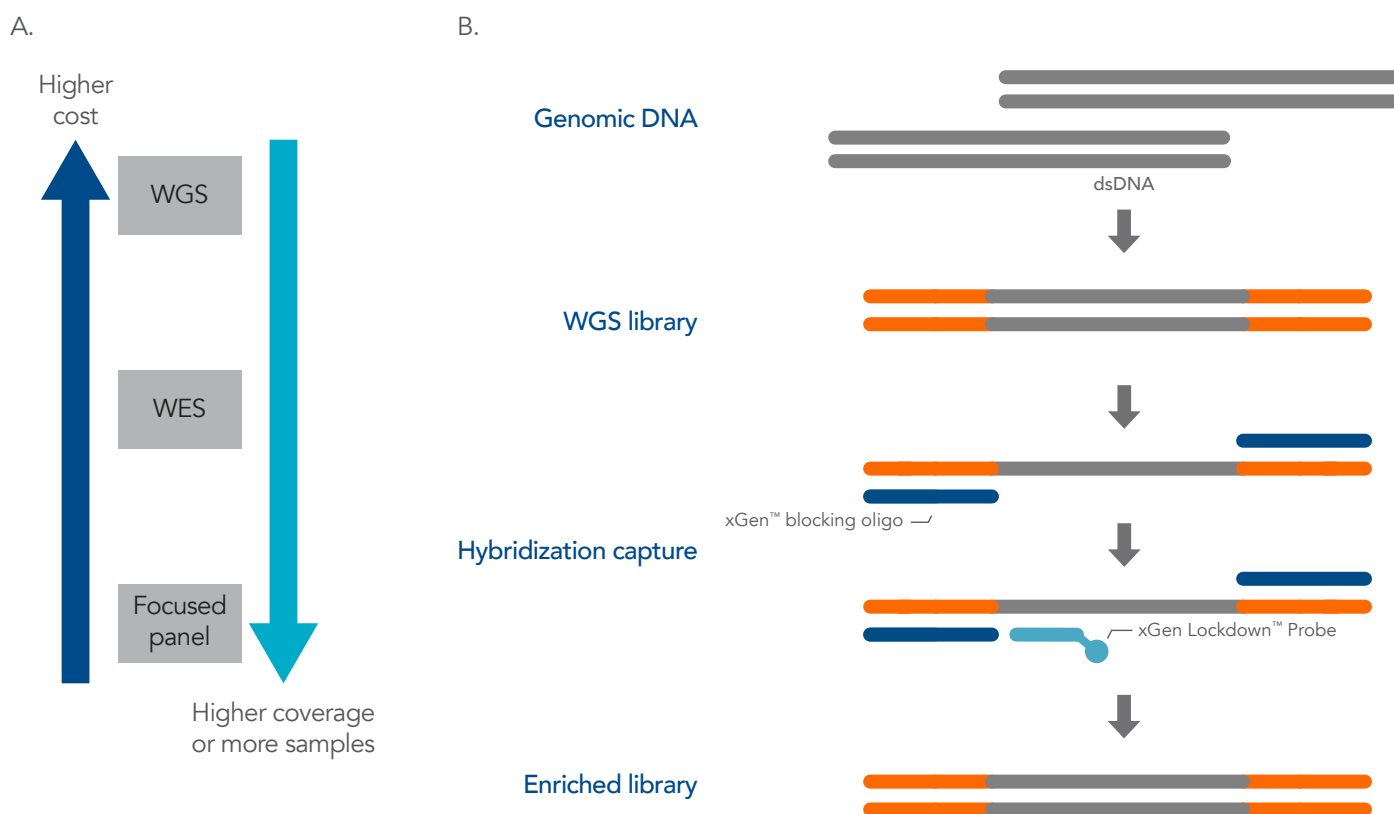 A.
Higher
cost
WGS
WES
Focused
panel
Higher coverage
or more samples
B.
Genomic DNA
dsDNA
WGS library
xGen™ blocking oligo
Hybridization capture
xGen Lockdown™ Probe
Enriched library